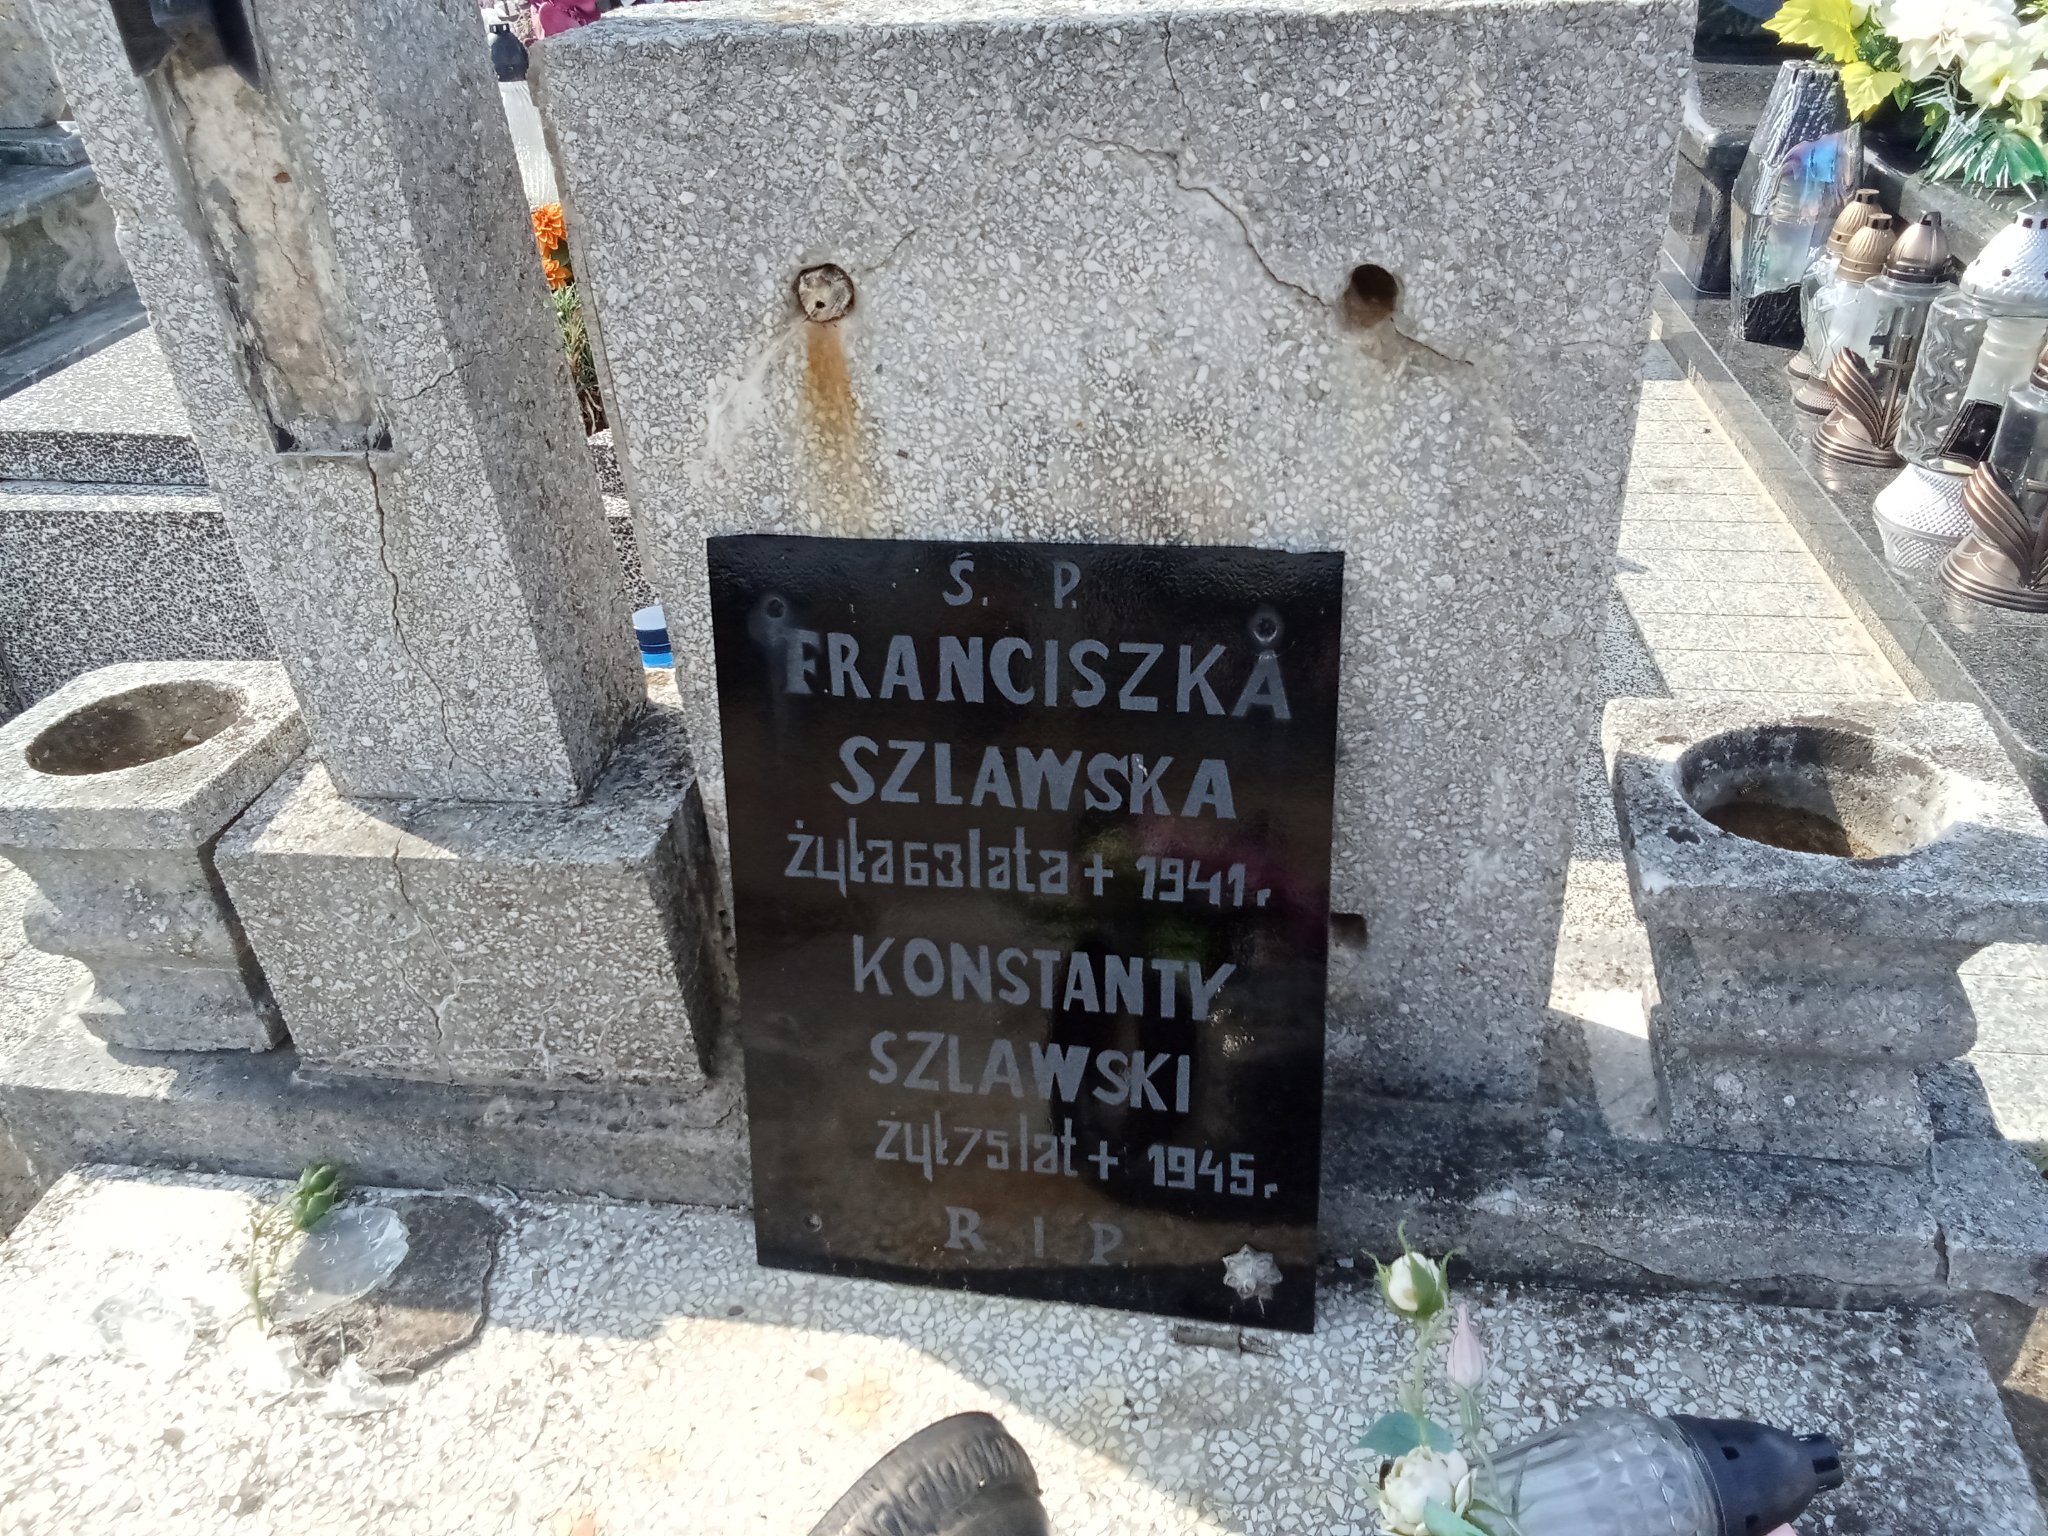 Ś. P.
FRANCISZKA
SZLAWSKA
żyła 63 lata + 1941 r.
KONSTANTY
SZLAWSKI
żył 75 lat + 1945 r.
R I P